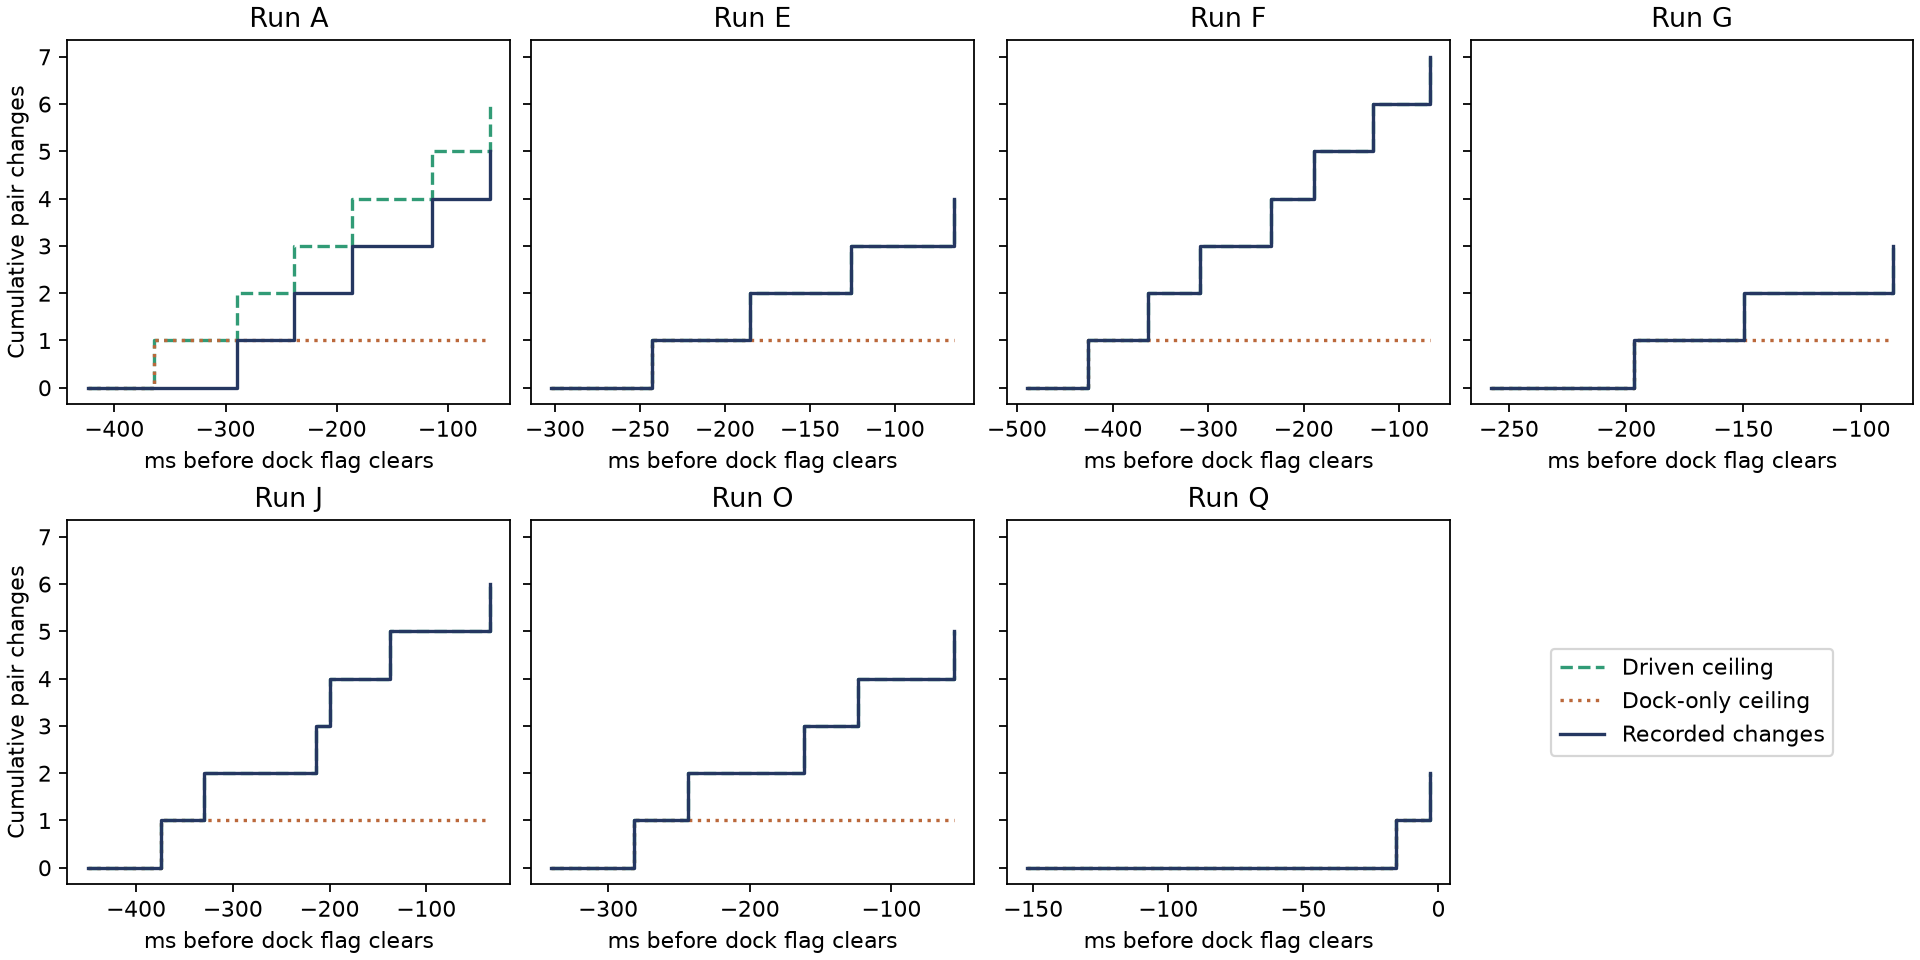 Run A
Run E
Run F
Run G
Cumulative pair changes
7
6
5
4
3
2
1
0
−400 −300 −200 −100
−300 −250 −200 −150 −100
−500 −400 −300 −200 −100
−250 −200 −150 −100
ms before dock flag clears
ms before dock flag clears
ms before dock flag clears
ms before dock flag clears
Run J
Run O
Run Q
Cumulative pair changes
7
6
5
4
3
2
1
0
−400 −300 −200 −100
−300 −200 −100
−150 −100 −50 0
ms before dock flag clears
ms before dock flag clears
ms before dock flag clears
Driven ceiling
Dock-only ceiling
Recorded changes